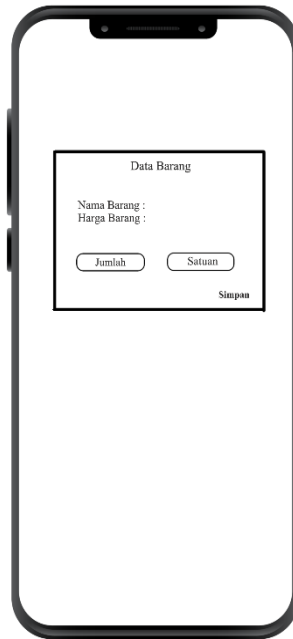 Data Barang
Nama Barang :
Harga Barang :
Jumlah Satuan
Simpan